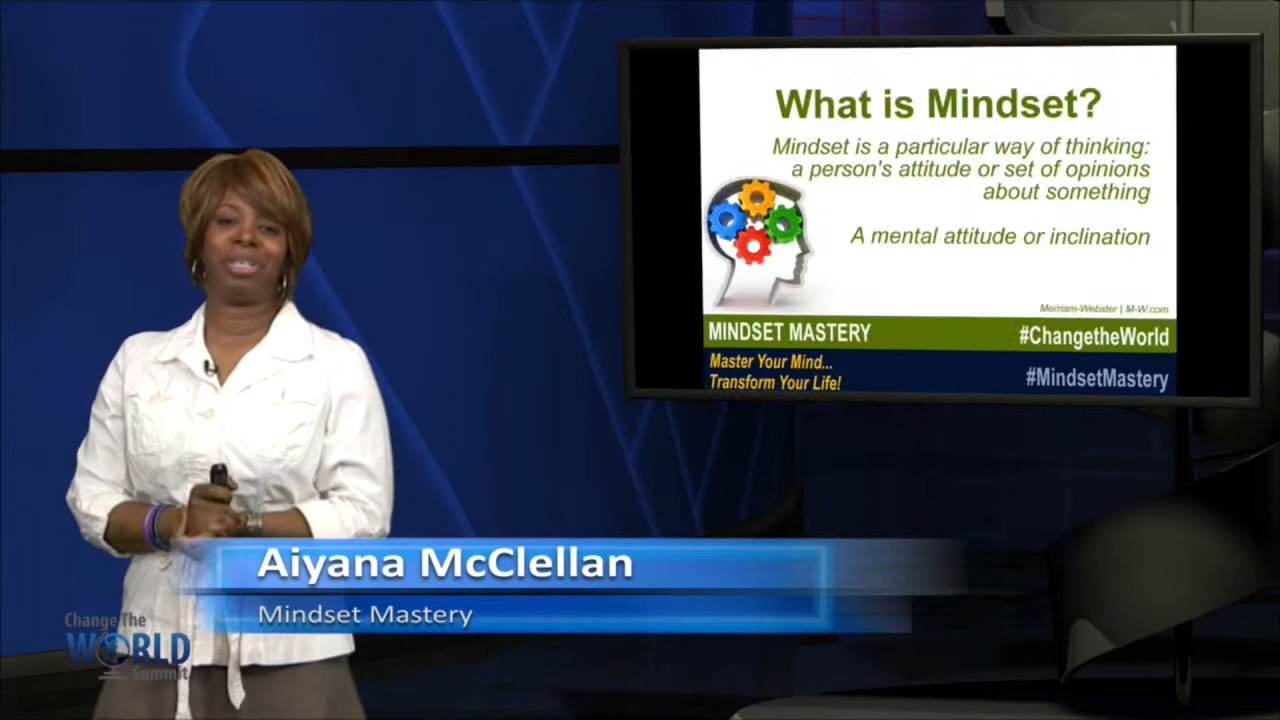 What is Mindset?
Mindset is a particular way of thinking:
a person's attitude or set of opinions
about something
A mental attitude or inclination
Merriam-Webster | M-W.com
MINDSET MASTERY
#ChangetheWorld
Master Your Mind...
Transform Your Life!
#MindsetMastery
Aiyana McClellan
Mindset Mastery
Change The
WORLD
Summit